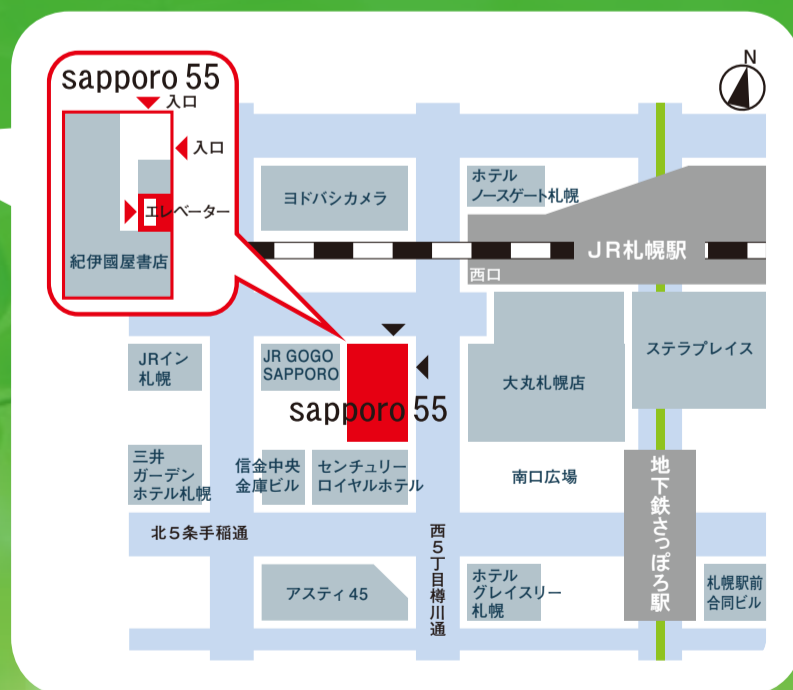 sapporo 55
入口
入口
エレベーター
紀伊國屋書店
N
ヨドバシカメラ
ホテル
ノースゲート札幌
JR札幌駅
西口
JRイン
札幌
JR GOGO
SAPPORO
sapporo 55
大丸札幌店
ステラプレイス
三井
ガーデン
ホテル札幌
信金中央
金庫ビル
センチュリー
ロイヤルホテル
南口広場
地下鉄さっぽろ駅
北5条手稲通
西5丁目樽川通
アスティ45
ホテル
グレイスリー
札幌
札幌駅前
合同ビル